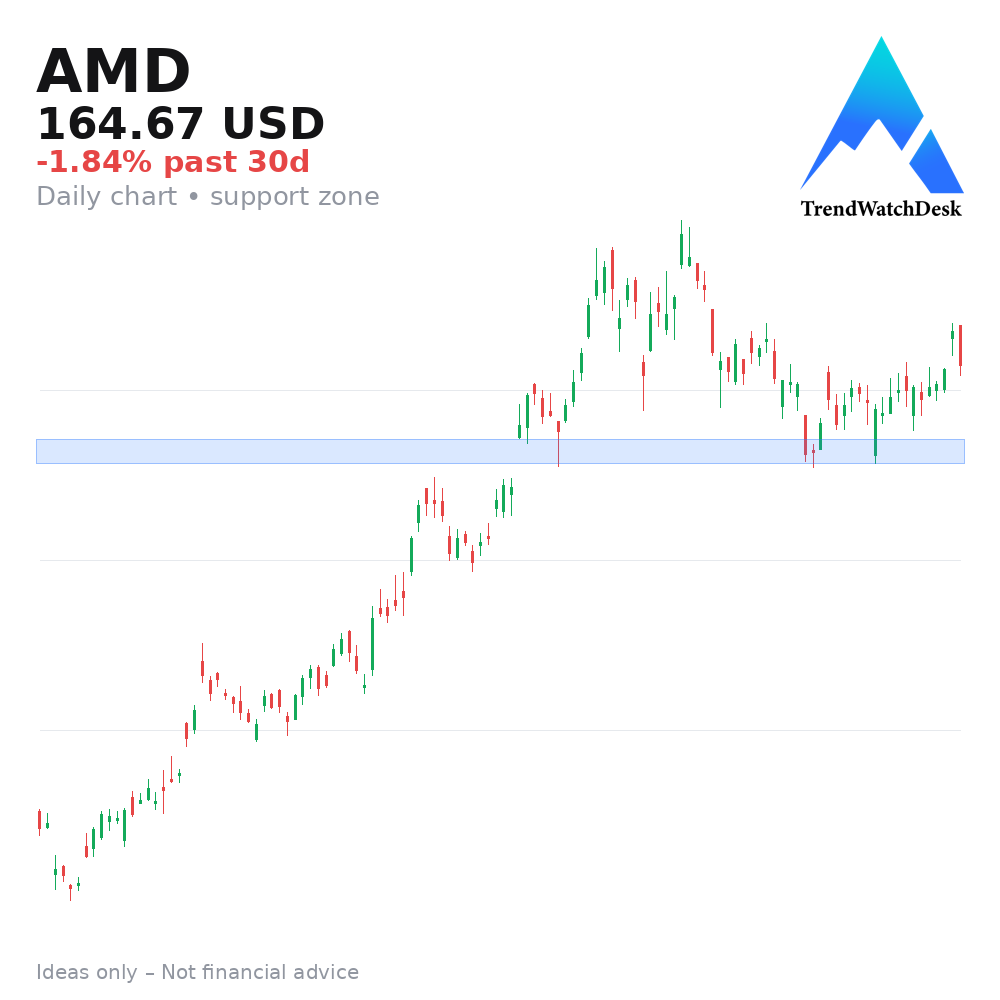 AMD
164.67 USD
-1.84% past 30d
Daily chart • support zone
TrendWatchDesk
Ideas only – Not financial advice